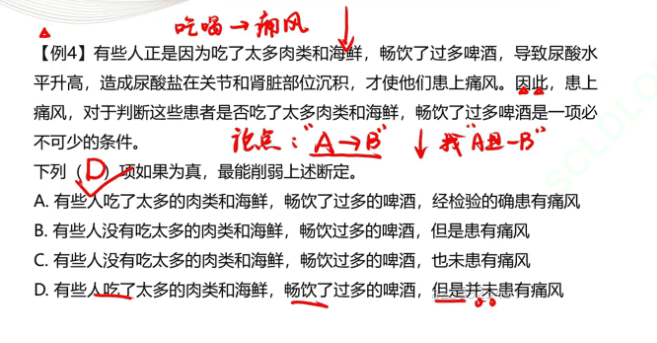 吃喝→痛风
【例4】有些人正是因为吃了太多肉类和海鲜，畅饮了过多啤酒，导致尿酸水
平升高，造成尿酸盐在关节和肾脏部位沉积，才使他们患上痛风。因此，患上
痛风，对于判断这些患者是否吃了太多肉类和海鲜，畅饮了过多啤酒是一项必
不可少的条件。
论点："A→B" ↓找"A且-B"
下列（D）项如果为真，最能削弱上述断定。
A. 有些人吃了太多的肉类和海鲜，畅饮了过多的啤酒，经检验的确患有痛风
B. 有些人没有吃太多的肉类和海鲜，畅饮过多的啤酒，但是患有痛风
C. 有些人没有吃太多的肉类和海鲜，畅饮过多的啤酒，也未患有痛风
D. 有些人吃了太多的肉类和海鲜，畅饮了过多的啤酒，但是并未患有痛风